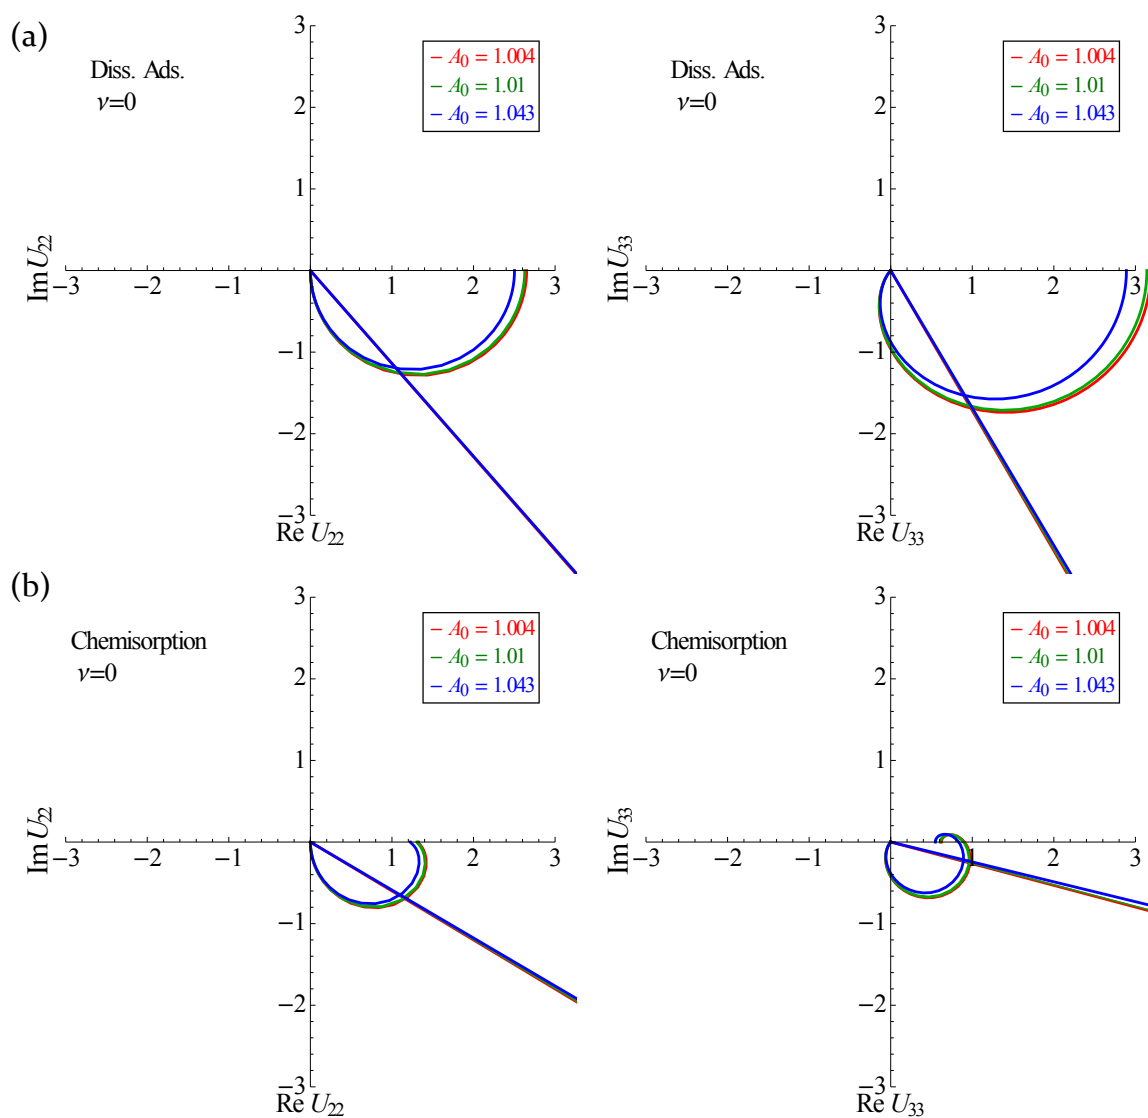 (a)
Diss. Ads.
ν=0
− A0 = 1.004
− A0 = 1.01
− A0 = 1.043
3
2
1
−3 −2 −1 1 2 3
−1
−2
−3
Im U22
Re U22
Diss. Ads.
ν=0
− A0 = 1.004
− A0 = 1.01
− A0 = 1.043
3
2
1
−3 −2 −1 1 2 3
−1
−2
−3
Im U33
Re U33
(b)
Chemisorption
ν=0
− A0 = 1.004
− A0 = 1.01
− A0 = 1.043
3
2
1
−3 −2 −1 1 2 3
−1
−2
−3
Im U22
Re U22
Chemisorption
ν=0
− A0 = 1.004
− A0 = 1.01
− A0 = 1.043
3
2
1
−3 −2 −1 1 2 3
−1
−2
−3
Im U33
Re U33